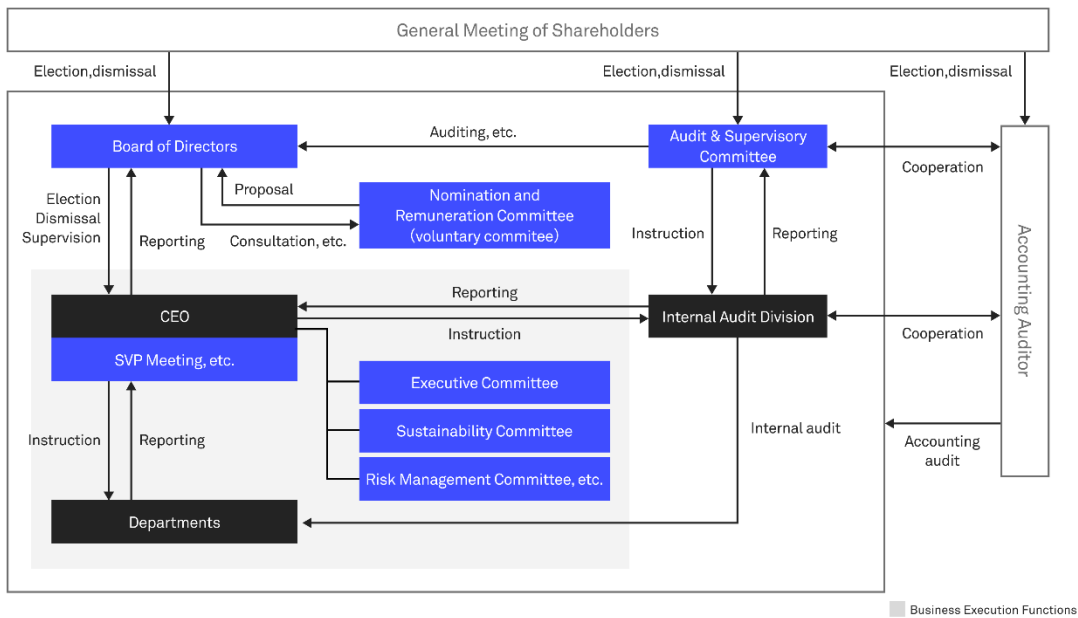 General Meeting of Shareholders
Election,dismissal
Election,dismissal
Election,dismissal
Board of Directors
Auditing, etc.
Audit & Supervisory
Committee
Cooperation
Proposal
Nomination and
Remuneration Committee
(voluntary commitee)
Election
Dismissal
Supervision
Reporting
Consultation, etc.
Instruction
Reporting
Accounting Auditor
CEO
Reporting
Instruction
Internal Audit Division
Cooperation
SVP Meeting, etc.
Executive Committee
Sustainability Committee
Risk Management Committee, etc.
Instruction
Reporting
Internal audit
Accounting
audit
Departments
Business Execution Functions